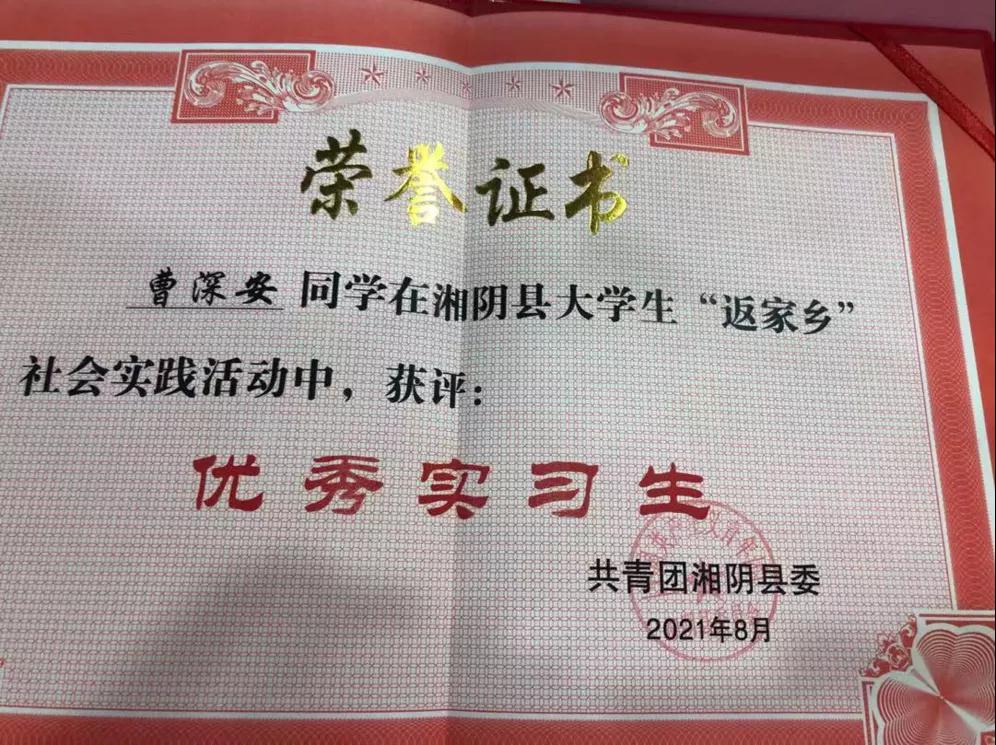 荣誉证书
曹深安 同学在湘阴县大学生“返家乡”
社会实践活动中，获评：
优秀实习生
共青团湘阴县委
2021年8月